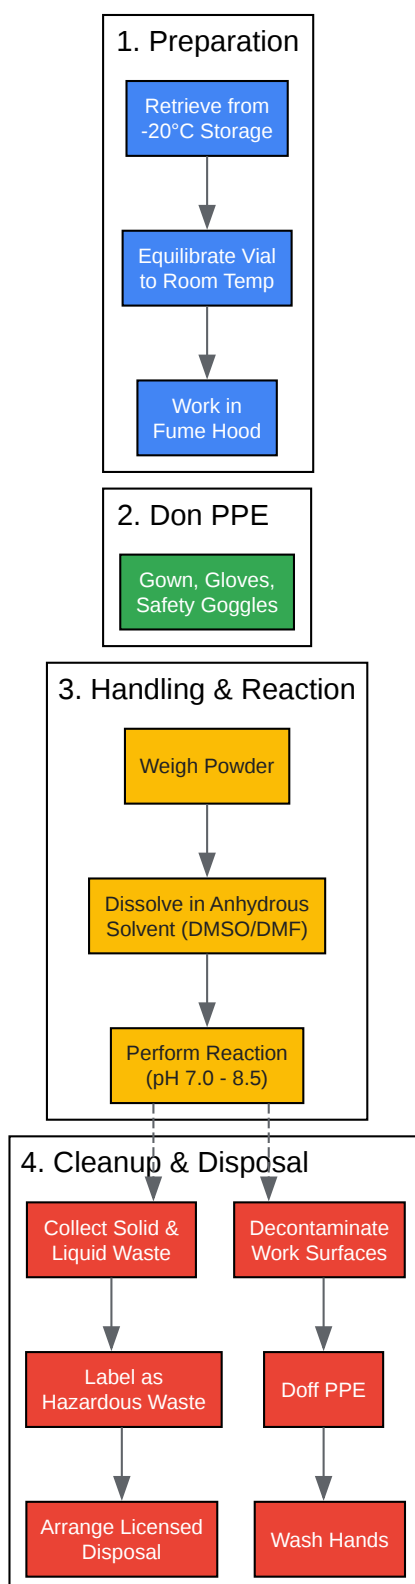 1. Preparation
Retrieve from
-20°C Storage
Equilibrate Vial
to Room Temp
Work in
Fume Hood
2. Don PPE
Gown, Gloves,
Safety Goggles
3. Handling & Reaction
Weigh Powder
Dissolve in Anhydrous
Solvent (DMSO/DMF)
Perform Reaction
(pH 7.0 - 8.5)
4. Cleanup & Disposal
Collect Solid &
Liquid Waste
Label as
Hazardous Waste
Arrange Licensed
Disposal
Decontaminate
Work Surfaces
Doff PPE
Wash Hands